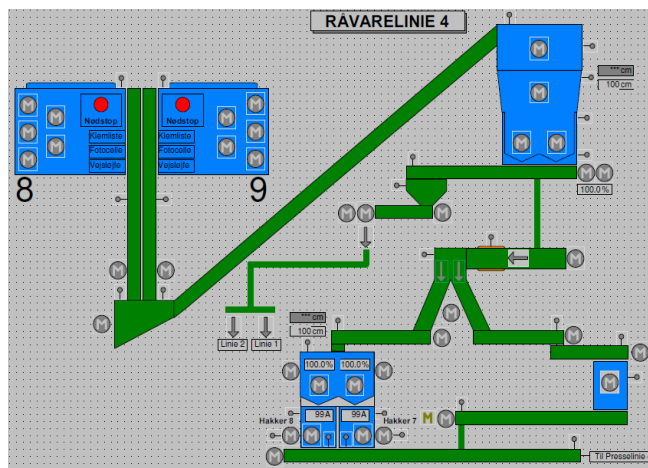 RÅVARELINIE 4
*** cm
100 cm
M
M
M
M
M
M
M
M
M
M
M
M
M
M
Nødstop
Nødstop
Klemliste
Klemliste
Fotocelle
Fotocelle
Vejsløjfe
Vejsløjfe
8
9
M M
100.0%
M M
M
M
M
M
M
M
*** cm
100 cm
Linie 2
Linie 1
M
M
M
M
100.0%
100.0%
M
M
M
M
M
99A
99A
Hakker 8
Hakker 7
M
M
M
M
M
M
M
M
Til Presselinie